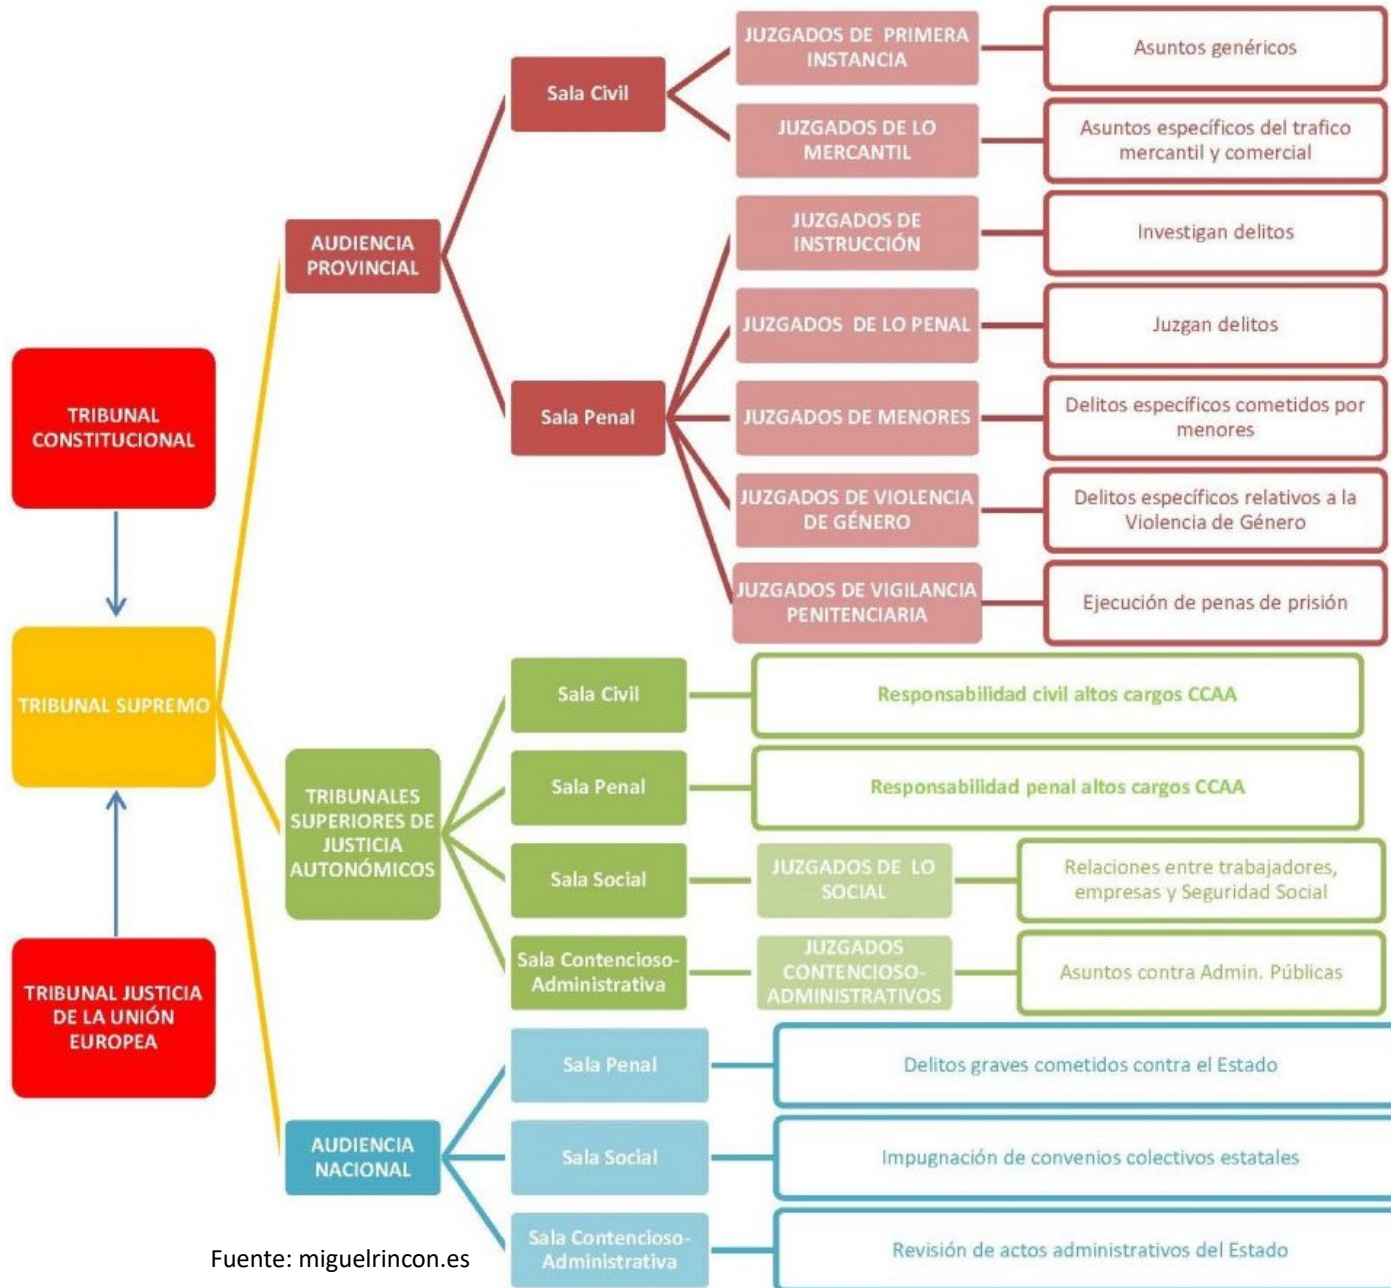 JUZGADOS DE PRIMERA
INSTANCIA
Asuntos genéricos
Sala Civil
JUZGADOS DE LO
MERCANTIL
Asuntos específicos del trafico
mercantil y comercial
AUDIENCIA
PROVINCIAL
JUZGADOS DE
INSTRUCCIÓN
Investigan delitos
JUZGADOS DE LO PENAL
Juzgan delitos
Sala Penal
JUZGADOS DE MENORES
Delitos específicos cometidos por
menores
JUZGADOS DE VIOLENCIA
DE GÉNERO
Delitos específicos relativos a la
Violencia de Género
JUZGADOS DE VIGILANCIA
PENITENCIARIA
Ejecución de penas de prisión
TRIBUNAL
CONSTITUCIONAL
TRIBUNAL SUPREMO
TRIBUNAL JUSTICIA
DE LA UNIÓN
EUROPEA
TRIBUNALES
SUPERIORES DE
JUSTICIA
AUTONÓMICOS
Sala Civil
Responsabilidad civil altos cargos CCAA
Sala Penal
Responsabilidad penal altos cargos CCAA
Sala Social
JUZGADOS DE LO
SOCIAL
Relaciones entre trabajadores,
empresas y Seguridad Social
Sala Contencioso-
Administrativa
JUZGADOS
CONTENCIOSO-
ADMINISTRATIVOS
Asuntos contra Admin. Públicas
AUDIENCIA
NACIONAL
Sala Penal
Delitos graves cometidos contra el Estado
Sala Social
Impugnación de convenios colectivos estatales
Sala Contencioso-
Administrativa
Revisión de actos administrativos del Estado
Fuente: miguelrincon.es